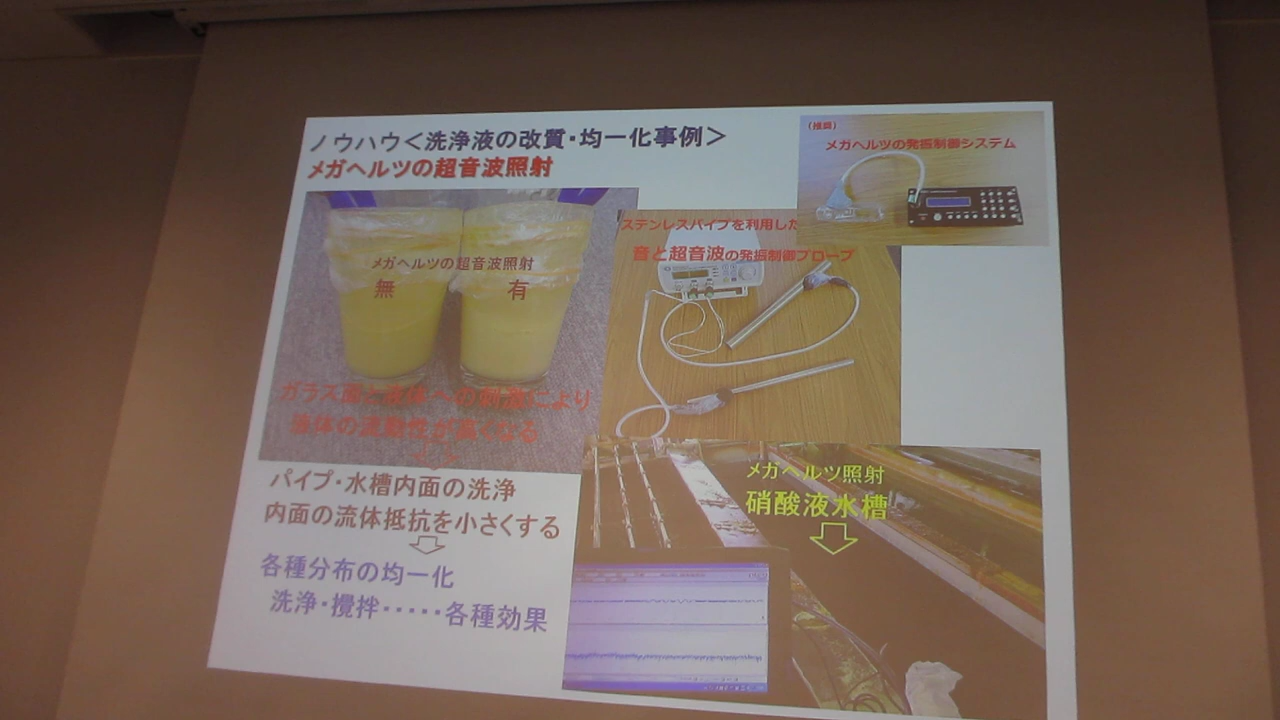 ノウハウ<洗浄液の改質・均一化事例>
メガヘルツの超音波照射
(推奨)
メガヘルツの発振制御システム
メガヘルツの超音波照射
無 有
ステンレスパイプを利用した
音と超音波の発振制御プローブ
ガラス面と液体への刺激により
液体の流動性が高くなる
パイプ・水槽内面の洗浄
内面の流体抵抗を小さくする
各種分布の均一化
洗浄・攪拌・・・・・各種効果
メガヘルツ照射
硝酸液水槽